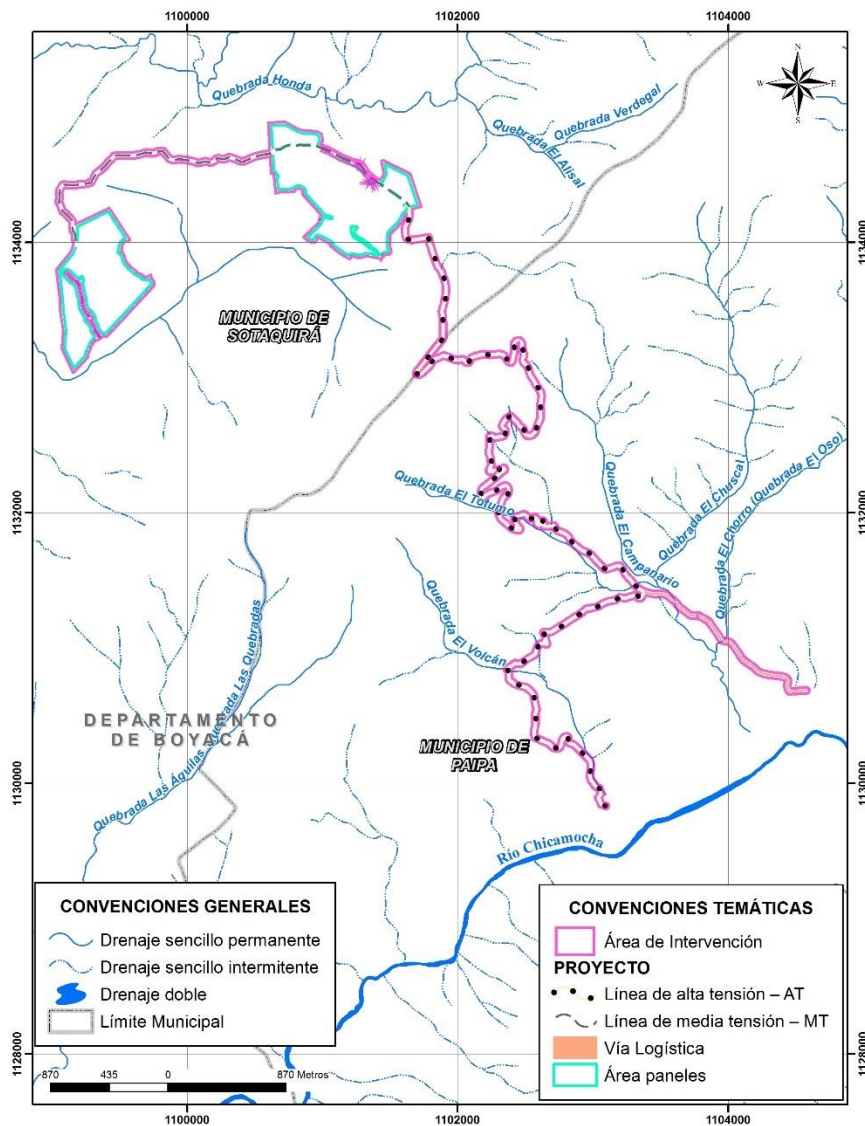 1100000
1102000
1104000
N
W
E
S
Quebrada Honda
Quebrada Verdegal
Quebrada El Alisal
1134000
1134000
MUNICIPIO DE
SOTAQUIRÁ
Quebrada El Totumo
1132000
1132000
Quebrada El Campanario
Quebrada El Chuscal
Quebrada El Chorro (Quebrada El Oso)
Quebrada El Volcán
Quebrada Las Águilas
Quebrada Las Quebradas
DEPARTAMENTO
DE BOYACÁ
MUNICIPIO DE
PAIPA
1130000
1130000
Río Chicamocha
CONVENCIONES GENERALES
Drenaje sencillo permanente
Drenaje sencillo intermitente
Drenaje doble
Límite Municipal
CONVENCIONES TEMÁTICAS
Área de Intervención
PROYECTO
Línea de alta tensión – AT
Línea de media tensión – MT
Vía Logística
Área paneles
1128000
1128000
870
435
0
870 Metros
1100000
1102000
1104000